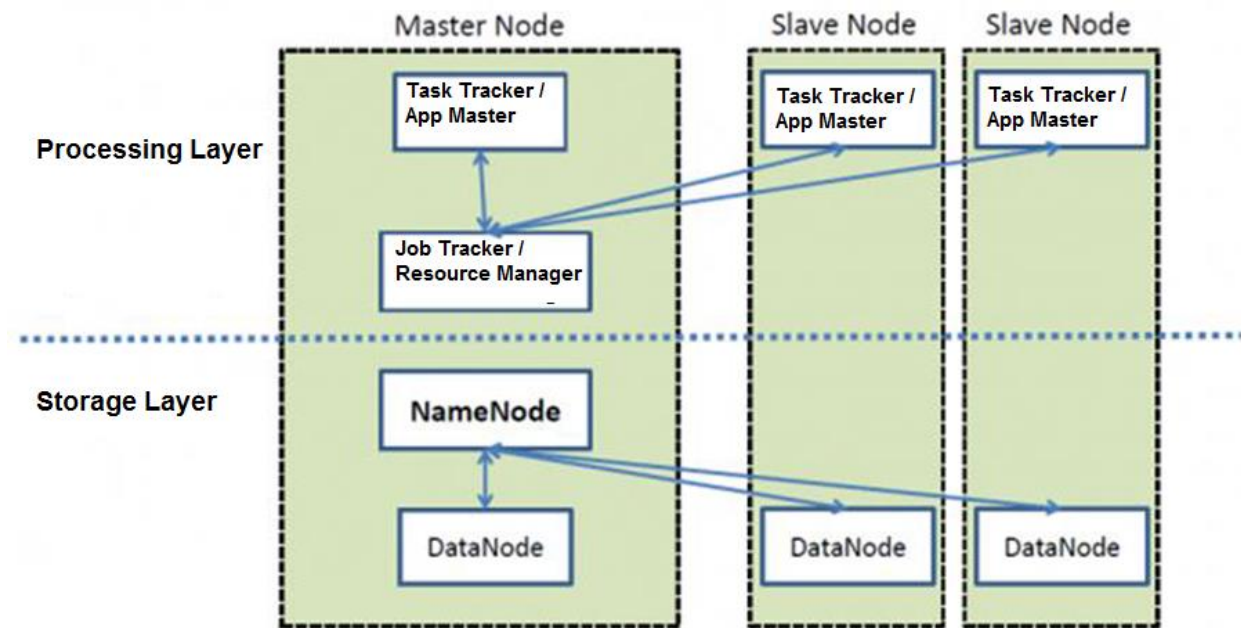 Master Node
Slave Node
Slave Node
Task Tracker /
App Master
Task Tracker /
App Master
Task Tracker /
App Master
Processing Layer
Job Tracker /
Resource Manager
Storage Layer
NameNode
DataNode
DataNode
DataNode